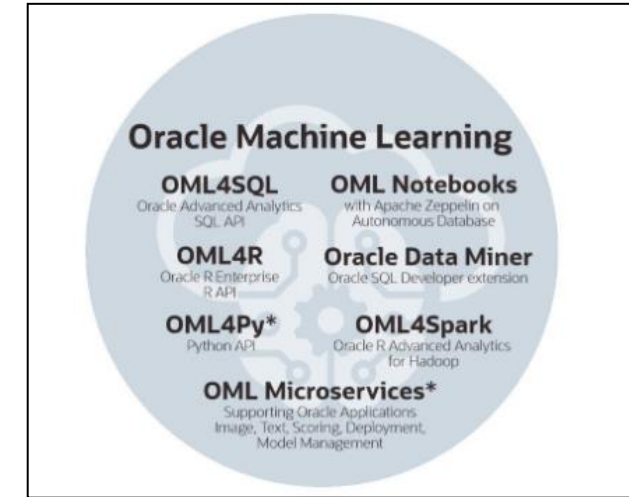 Oracle Machine Learning
OML4SQL
Oracle Advanced Analytics
SQL API
OML Notebooks
with Apache Zeppelin on
Autonomous Database
OML4R
Oracle R Enterprise
R API
Oracle Data Miner
Oracle SQL Developer extension
OML4Py*
Python API
OML4Spark
Oracle R Advanced Analytics
for Hadoop
OML Microservices*
Supporting Oracle Applications
Image, Text, Scoring, Deployment,
Model Management